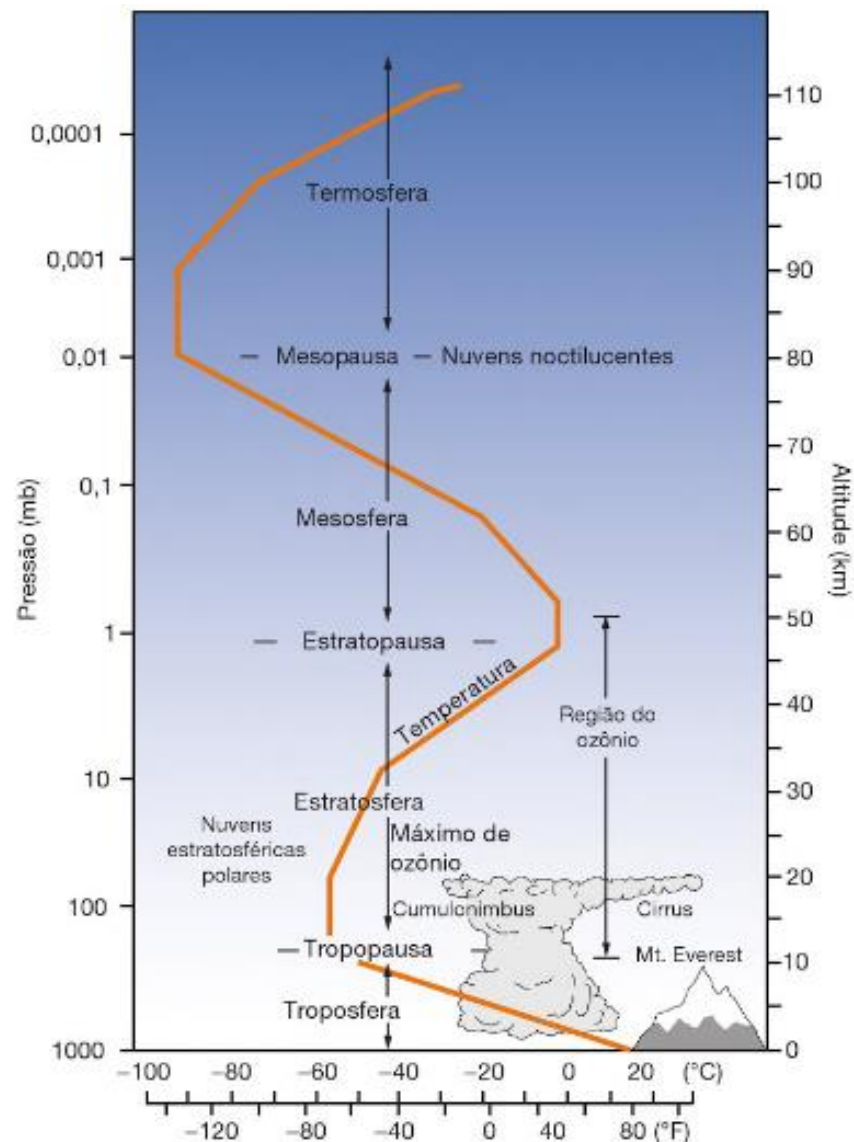 0,0001
0,001
0,01
0,1
1
10
100
1000
Pressão (mb)
Termosfera
– Mesopausa – Nuvens noctilucentes
Mesosfera
– Estratopausa –
Temperatura
Estratosfera
Nuvens
estratosféricas
polares
Máximo de
ozônio
Região do
ozônio
Cumulonimbus
Cirrus
– Tropopausa –
Mt. Everest
Troposfera
110
100
90
80
70
60
50
40
30
20
10
0
Altitude (km)
–100 –80 –60 –40 –20 0 20 (°C)
–120 –80 –40 0 40 80 (°F)